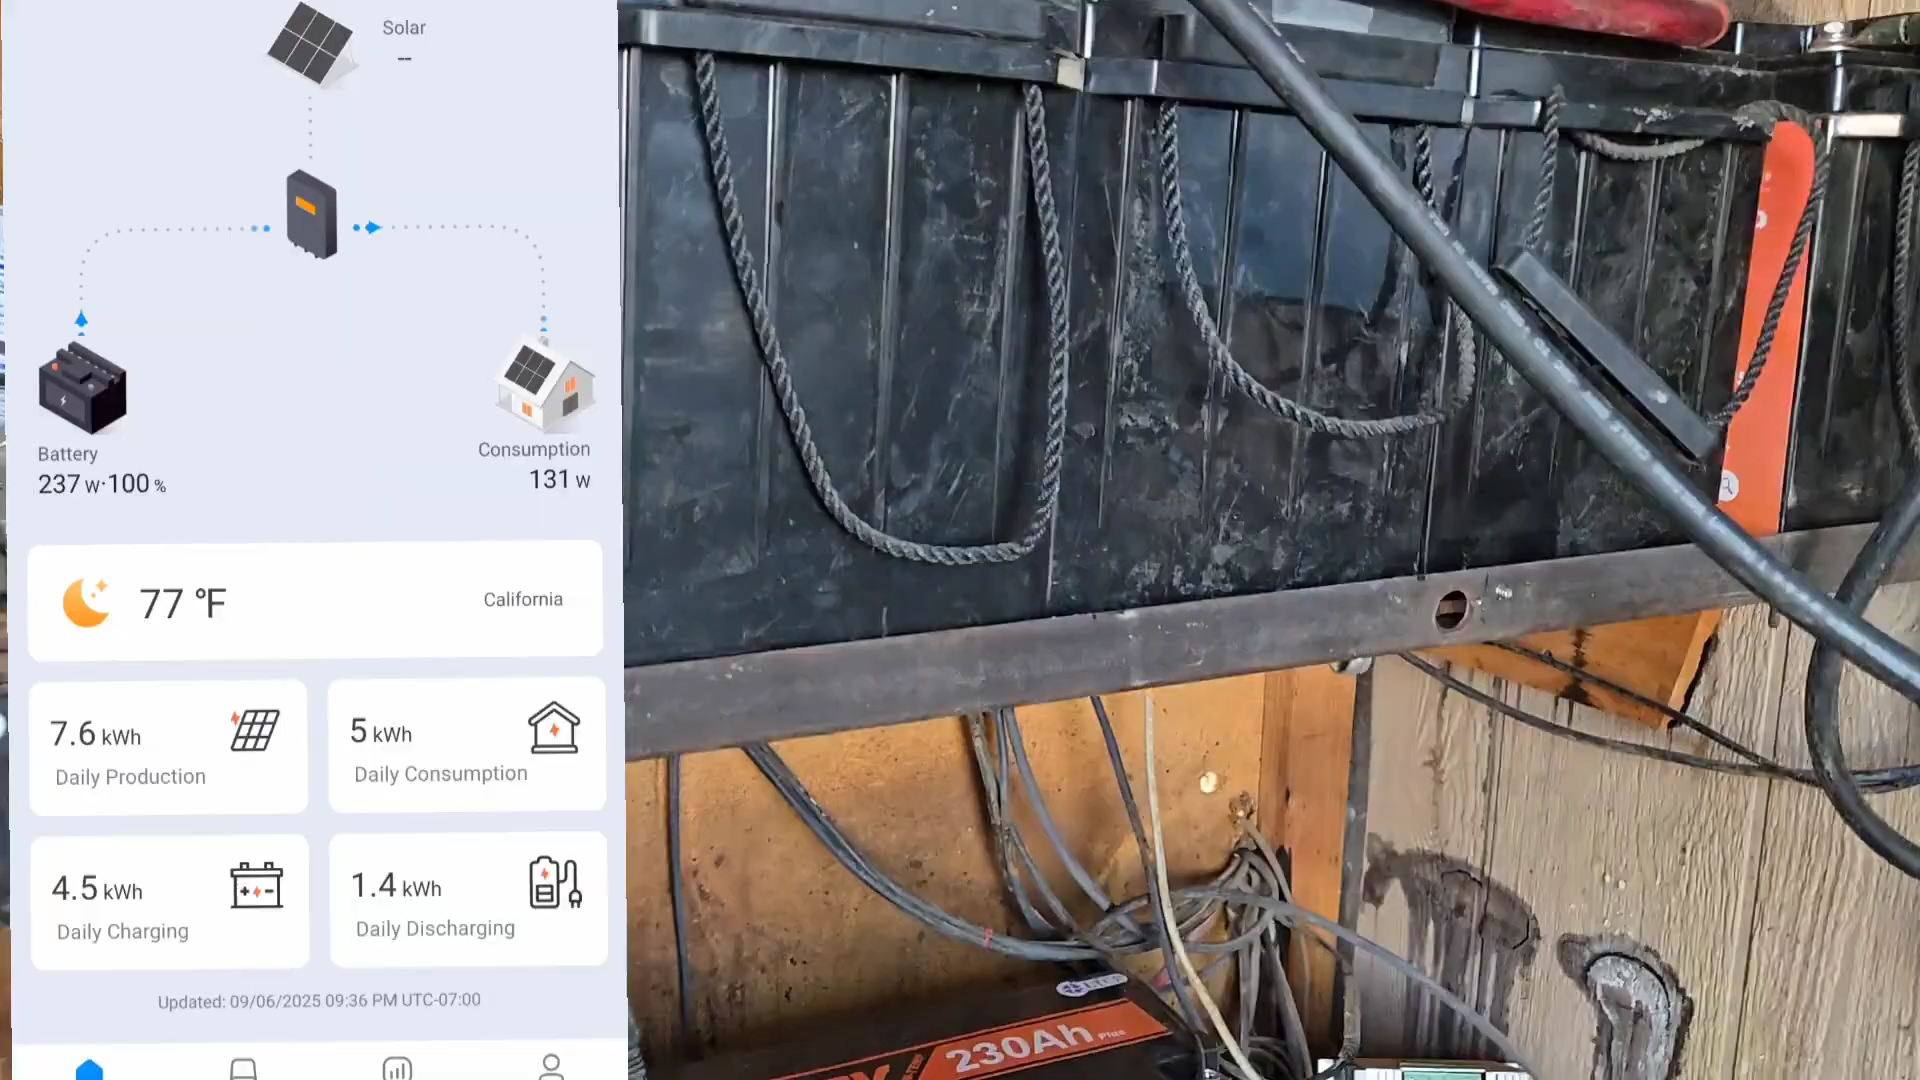 Solar
--
Battery
237 W·100 %
Consumption
131 W
77 °F
California
7.6 kWh
Daily Production
5 kWh
Daily Consumption
4.5 kWh
Daily Charging
1.4 kWh
Daily Discharging
Updated: 09/06/2025 09:36 PM UTC-07:00
230Ah Plus